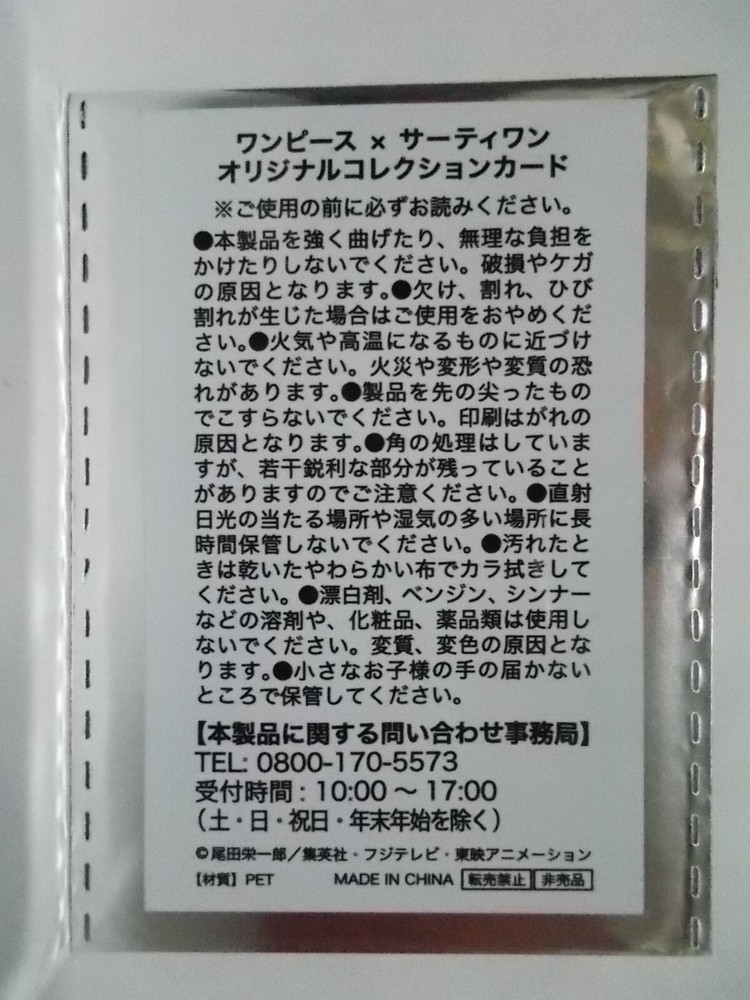 ワンピース × サーティワン
オリジナルコレクションカード
※ご使用の前に必ずお読みください。
●本製品を強く曲げたり、無理な負担を
かけたりしないでください。破損やケガ
の原因となります。●欠け、割れ、ひび
割れが生じた場合はご使用をおやめくだ
さい。●火気や高温になるものに近づけ
ないでください。火災や変形や変質の恐
れがあります。●製品を先の尖ったもの
でこすらないでください。印刷はがれの
原因となります。●角の処理はしていま
すが、若干鋭利な部分が残っていること
がありますのでご注意ください。●直射
日光の当たる場所や湿気の多い場所に長
時間保管しないでください。●汚れたと
きは乾いたやわらかい布でカラ拭きして
ください。●漂白剤、ベンジン、シンナー
などの溶剤や、化粧品、薬品類は使用し
ないでください。変質、変色の原因とな
ります。●小さなお子様の手の届かない
ところで保管してください。
【本製品に関する問い合わせ事務局】
TEL: 0800-170-5573
受付時間 : 10:00 〜 17:00
（土・日・祝日・年末年始を除く）
©尾田栄一郎／集英社・フジテレビ・東映アニメーション
【材質】PET MADE IN CHINA 転売禁止 非売品